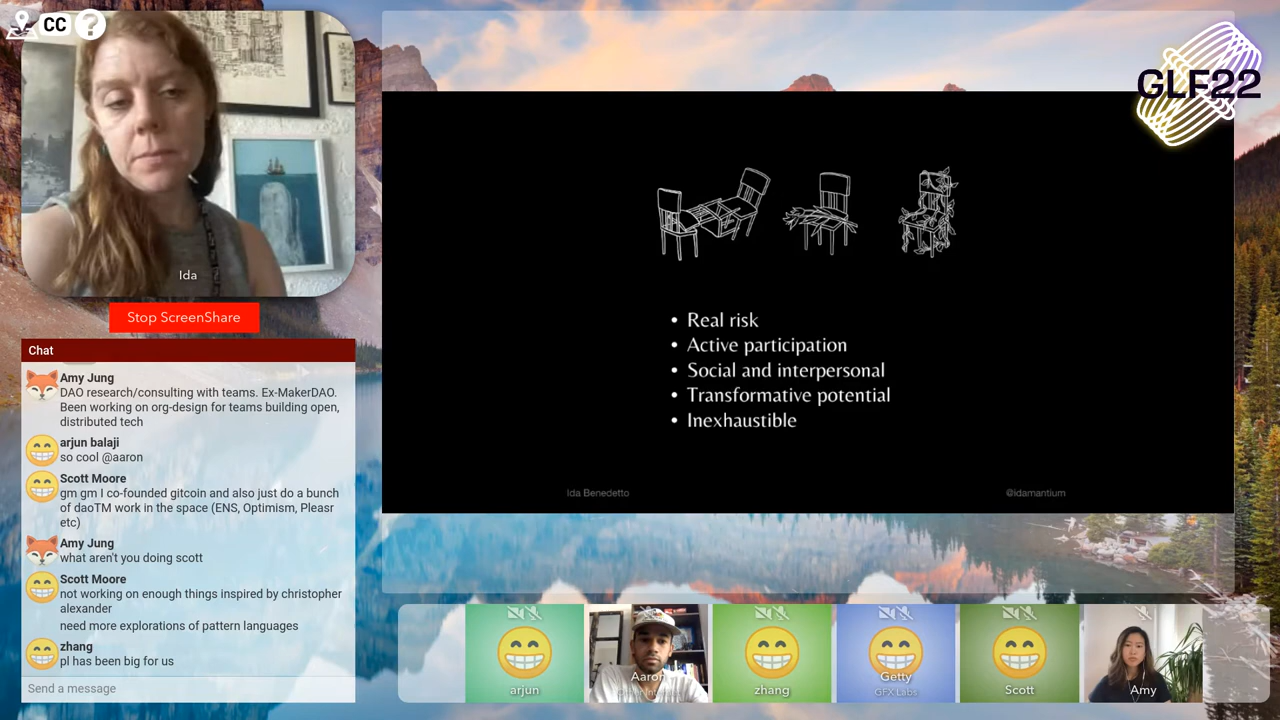 CC
?
Ida
Stop ScreenShare
Chat
Amy Jung
DAO research/consulting with teams. Ex-MakerDAO.
Been working on org-design for teams building open,
distributed tech
arjun balaji
so cool @aaron
Scott Moore
gm gm I co-founded gitcoin and also just do a bunch
of daoTM work in the space (ENS, Optimism, Pleasr
etc)
Amy Jung
what aren't you doing scott
Scott Moore
not working on enough things inspired by christopher
alexander
need more explorations of pattern languages
zhang
pl has been big for us
Send a message
GLF22
• Real risk
• Active participation
• Social and interpersonal
• Transformative potential
• Inexhaustible
Ida Benedetto
@idamantium
arjun
Aaron
zhang
Getty
GFX Labs
Scott
Amy